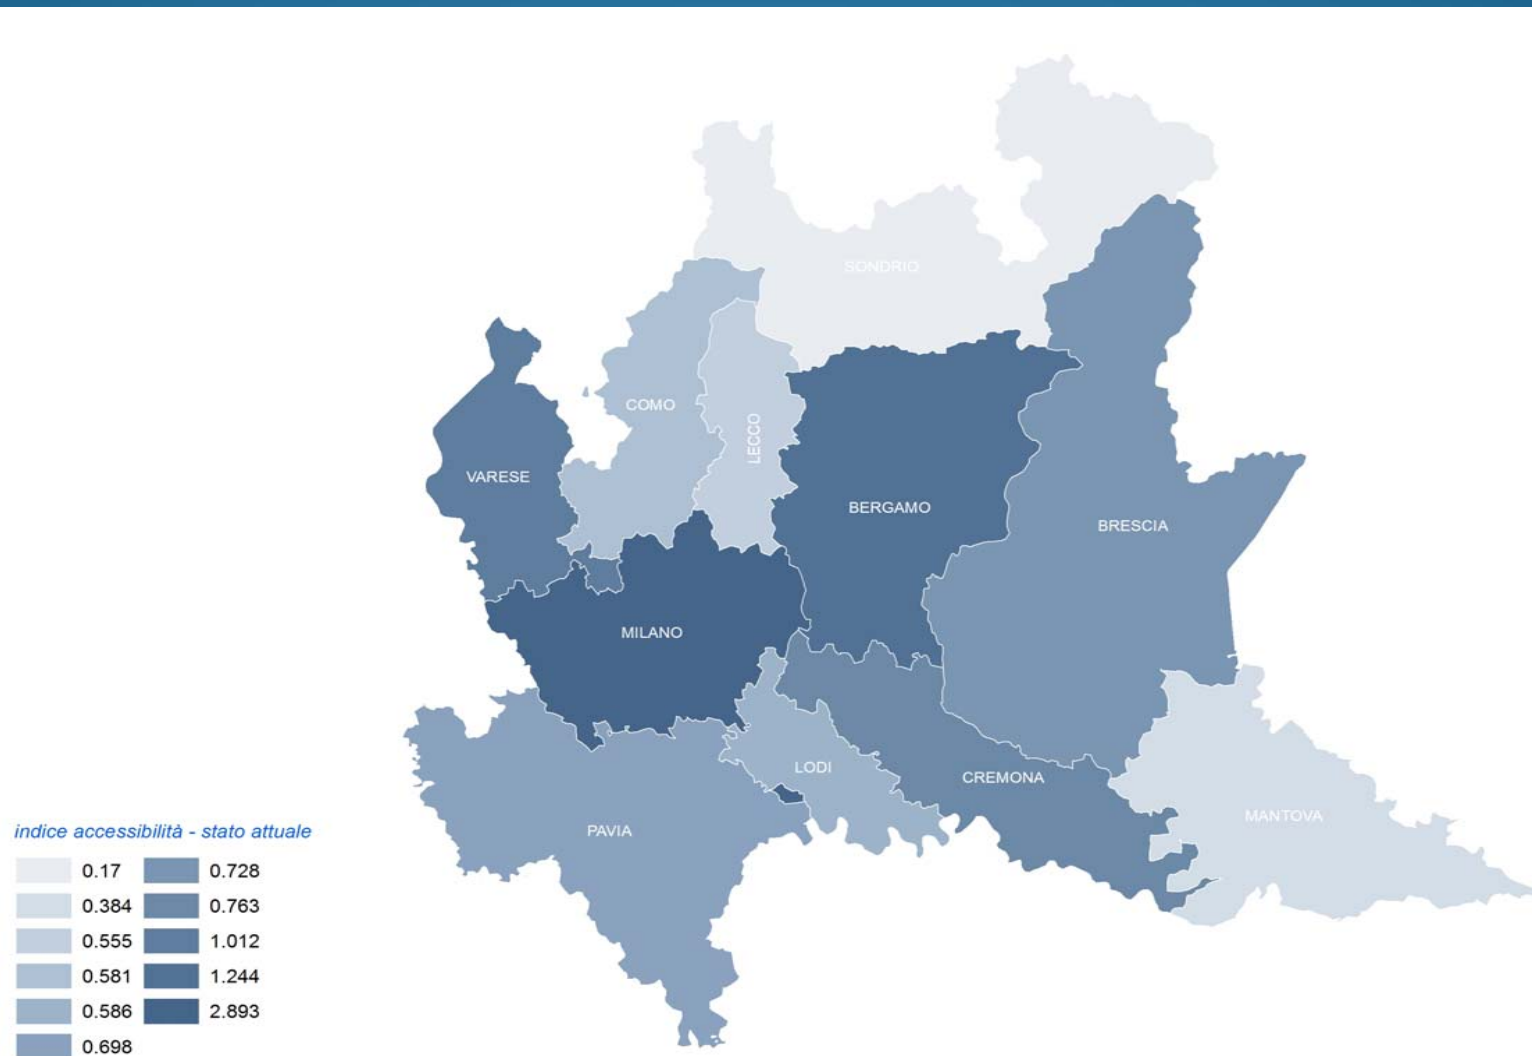 SONDRIO
COMO
LECCO
VARESE
BERGAMO
BRESCIA
MILANO
LODI
CREMONA
MANTOVA
PAVIA
indice accessibilità - stato attuale
0.17 0.728
0.384 0.763
0.555 1.012
0.581 1.244
0.586 2.893
0.698